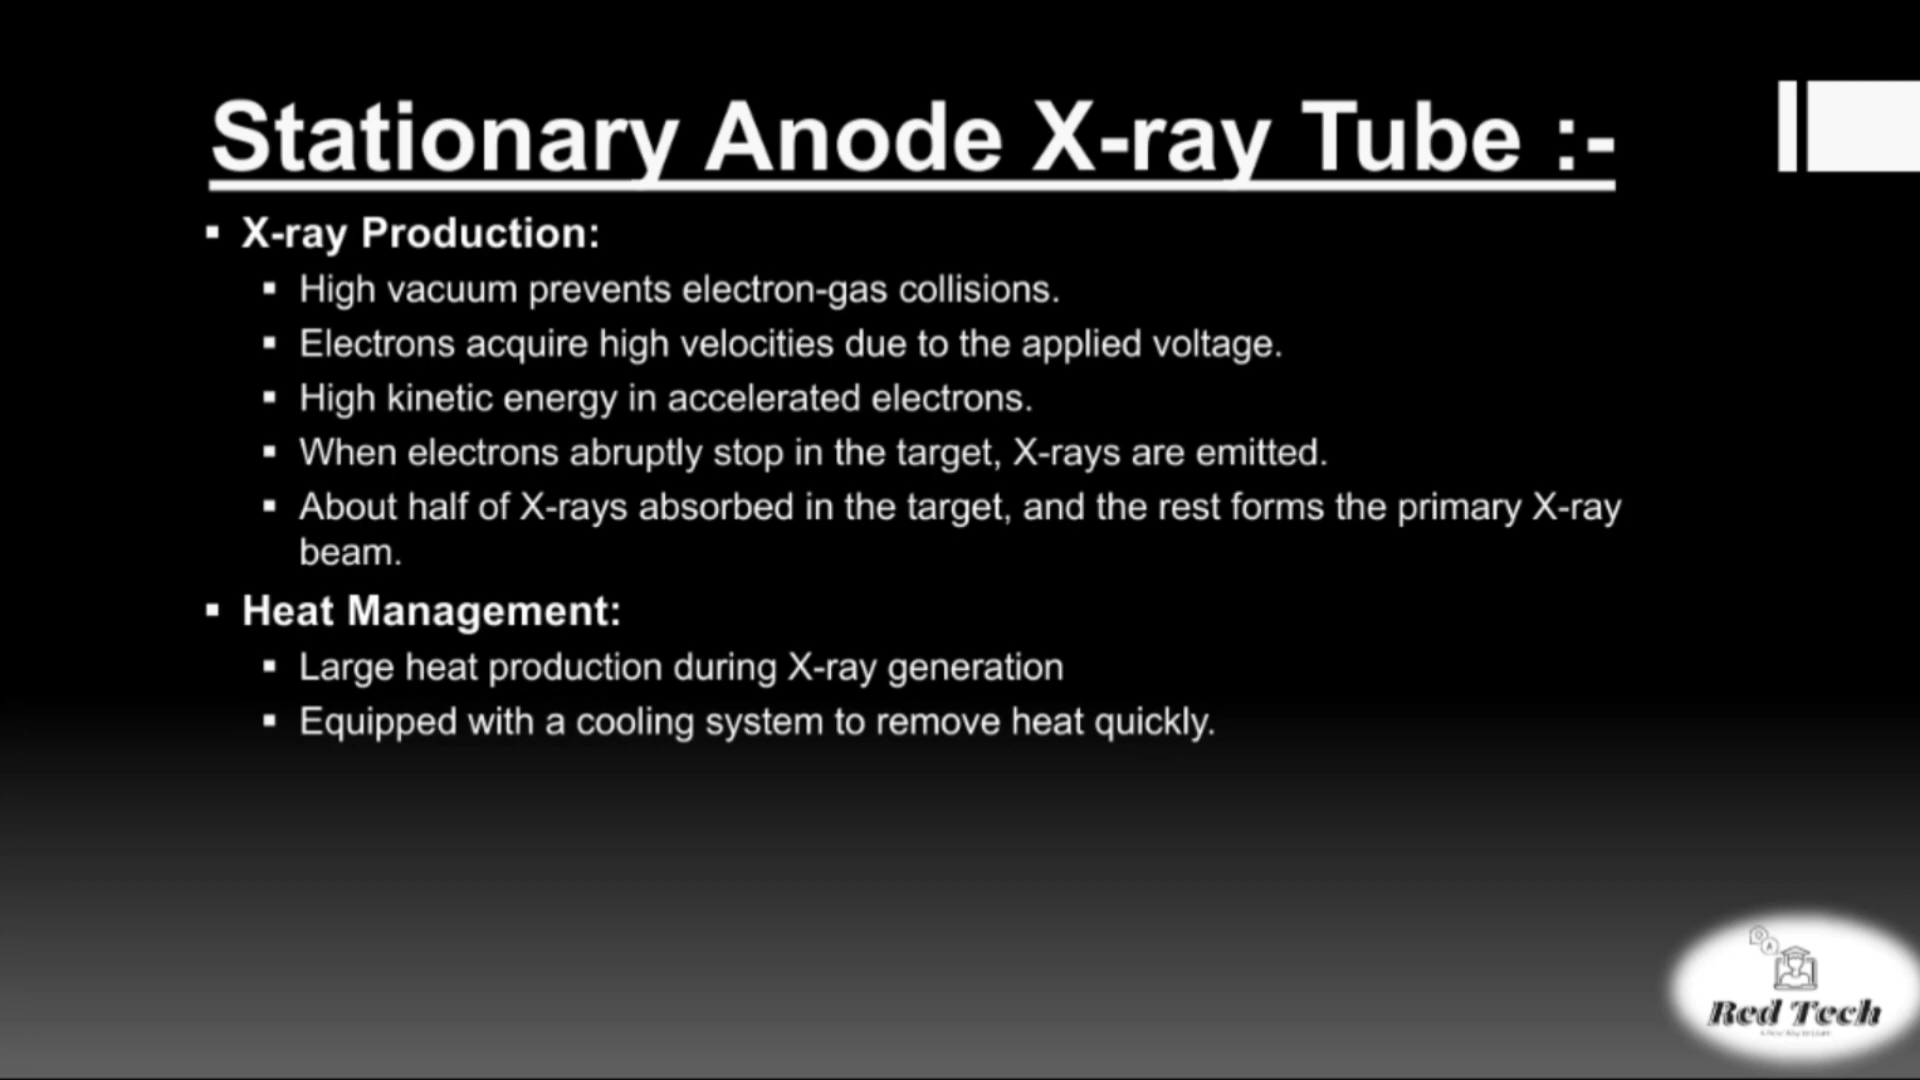 Stationary Anode X-ray Tube :-
▪ X-ray Production:
▪ High vacuum prevents electron-gas collisions.
▪ Electrons acquire high velocities due to the applied voltage.
▪ High kinetic energy in accelerated electrons.
▪ When electrons abruptly stop in the target, X-rays are emitted.
▪ About half of X-rays absorbed in the target, and the rest forms the primary X-ray
beam.
▪ Heat Management:
▪ Large heat production during X-ray generation
▪ Equipped with a cooling system to remove heat quickly.
Red Tech